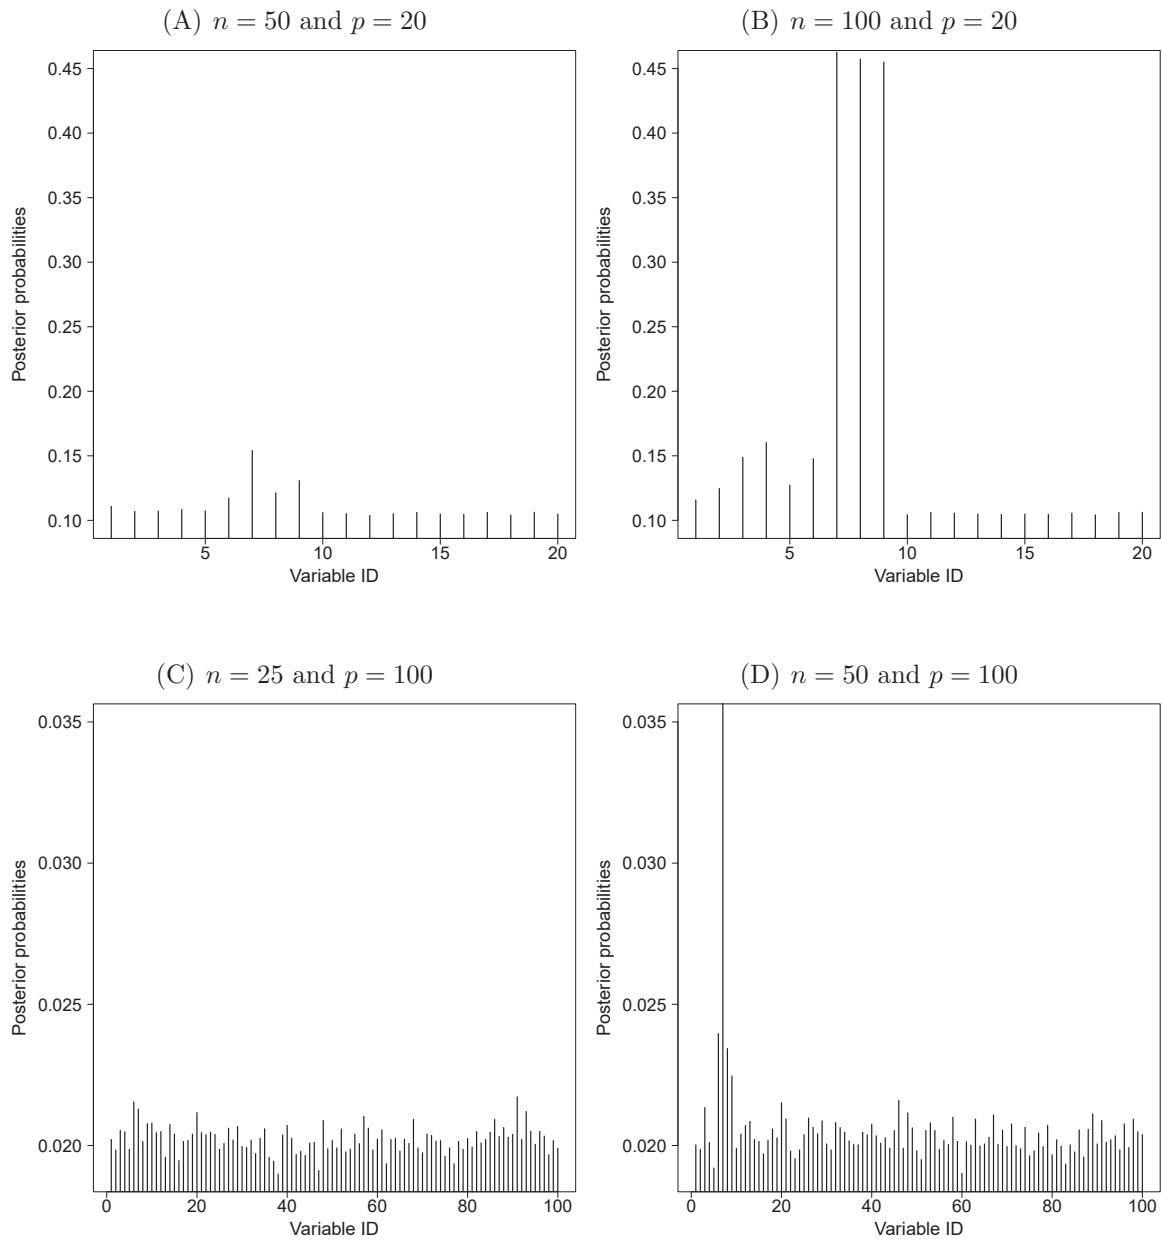 (A) n = 50 and p = 20
(B) n = 100 and p = 20
0.45
0.40
0.35
0.30
0.25
0.20
0.15
0.10
Posterior probabilities
5 10 15 20
Variable ID
0.45
0.40
0.35
0.30
0.25
0.20
0.15
0.10
Posterior probabilities
5 10 15 20
Variable ID
(C) n = 25 and p = 100
(D) n = 50 and p = 100
0.035
0.030
0.025
0.020
Posterior probabilities
0 20 40 60 80 100
Variable ID
0.035
0.030
0.025
0.020
Posterior probabilities
0 20 40 60 80 100
Variable ID